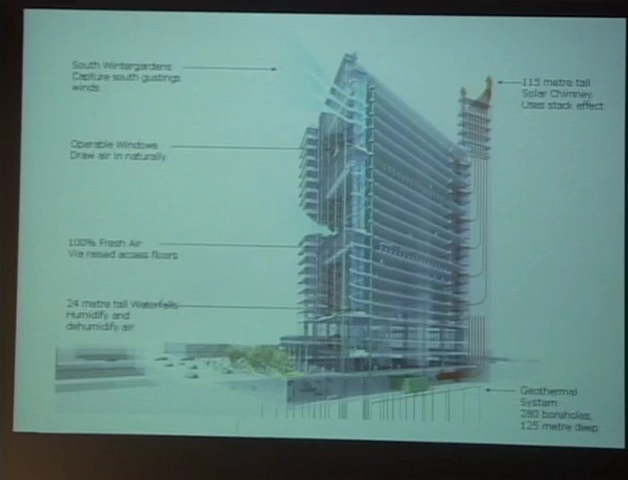 South Wintergardens
Capture south gustings
winds
Operable Windows
Draw air in naturally
100% Fresh Air
Via raised access floors
24 metre tall Waterfalls
Humidify and
dehumidify air
115 metre tall
Solar Chimney
Uses stack effect
Geothermal
System
280 boreholes,
125 metre deep